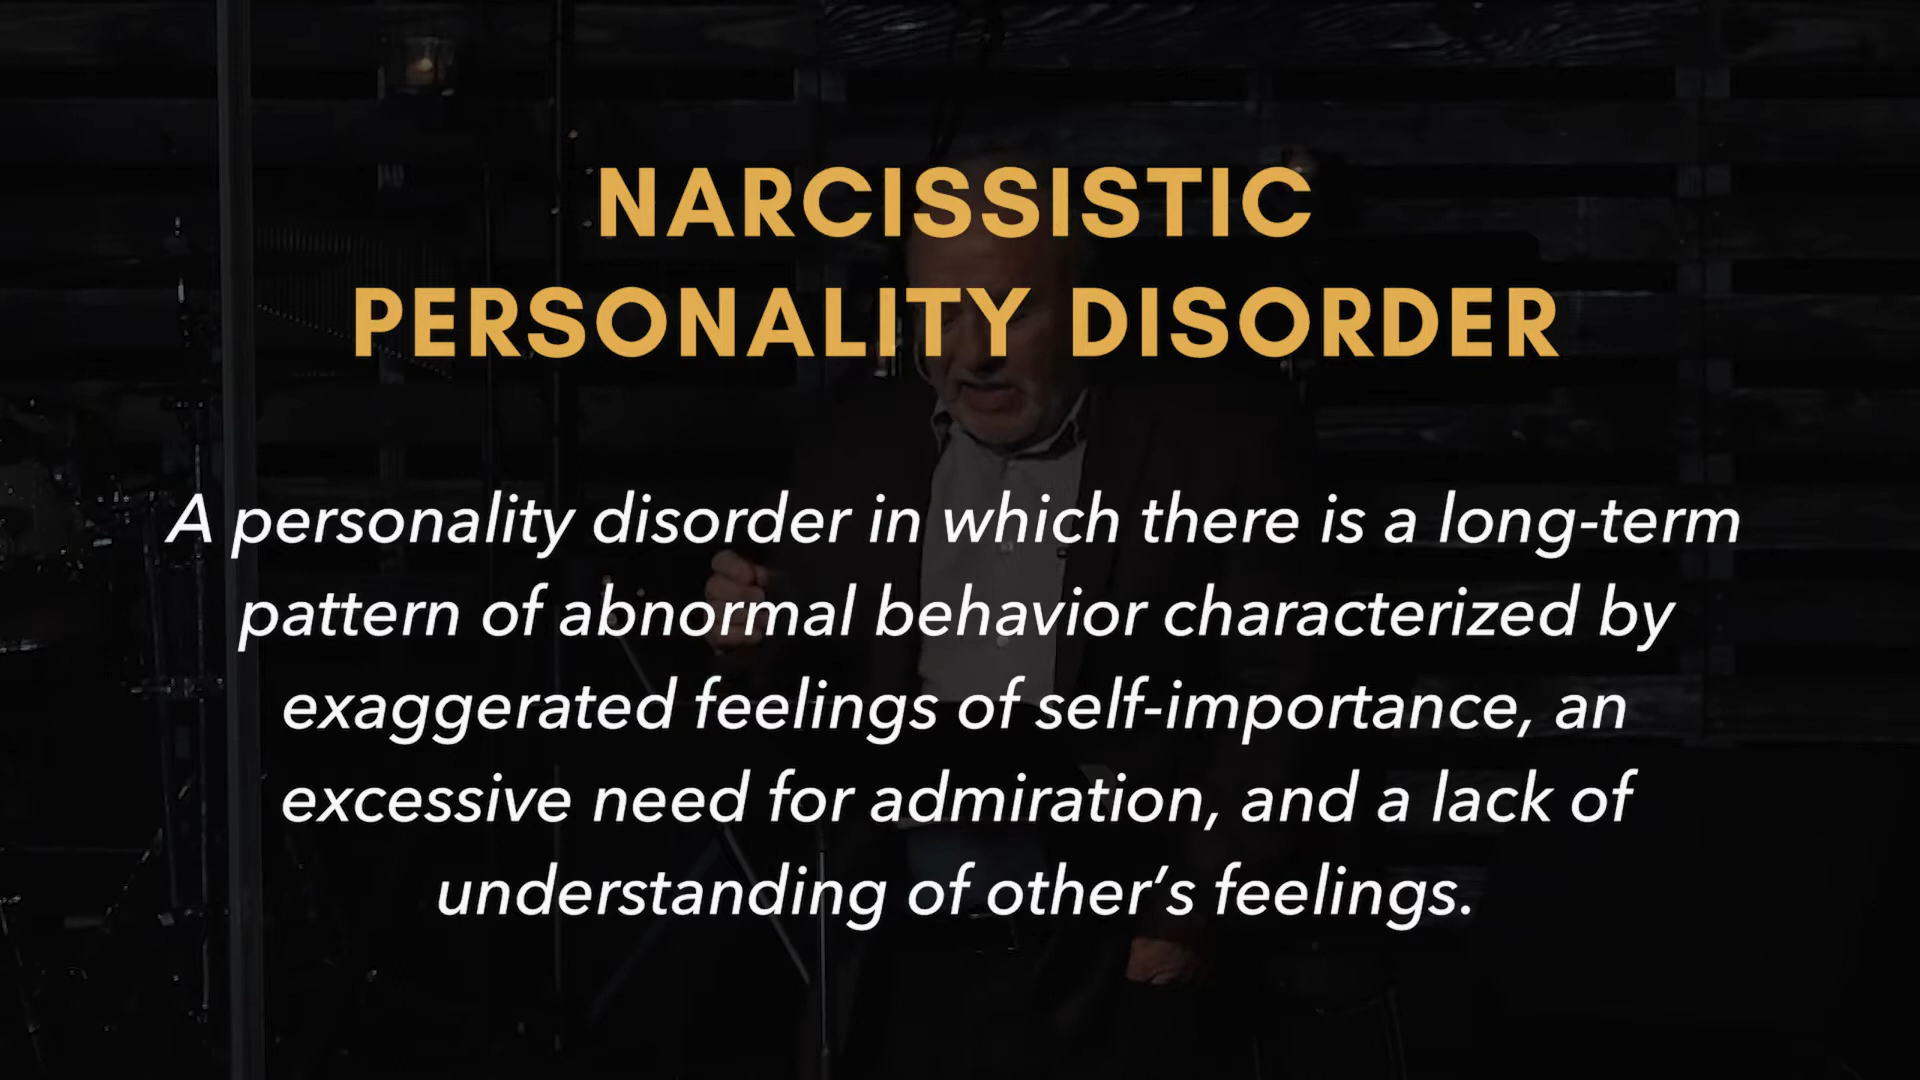 NARCISSISTIC
PERSONALITY DISORDER
A personality disorder in which there is a long-term
pattern of abnormal behavior characterized by
exaggerated feelings of self-importance, an
excessive need for admiration, and a lack of
understanding of other’s feelings.